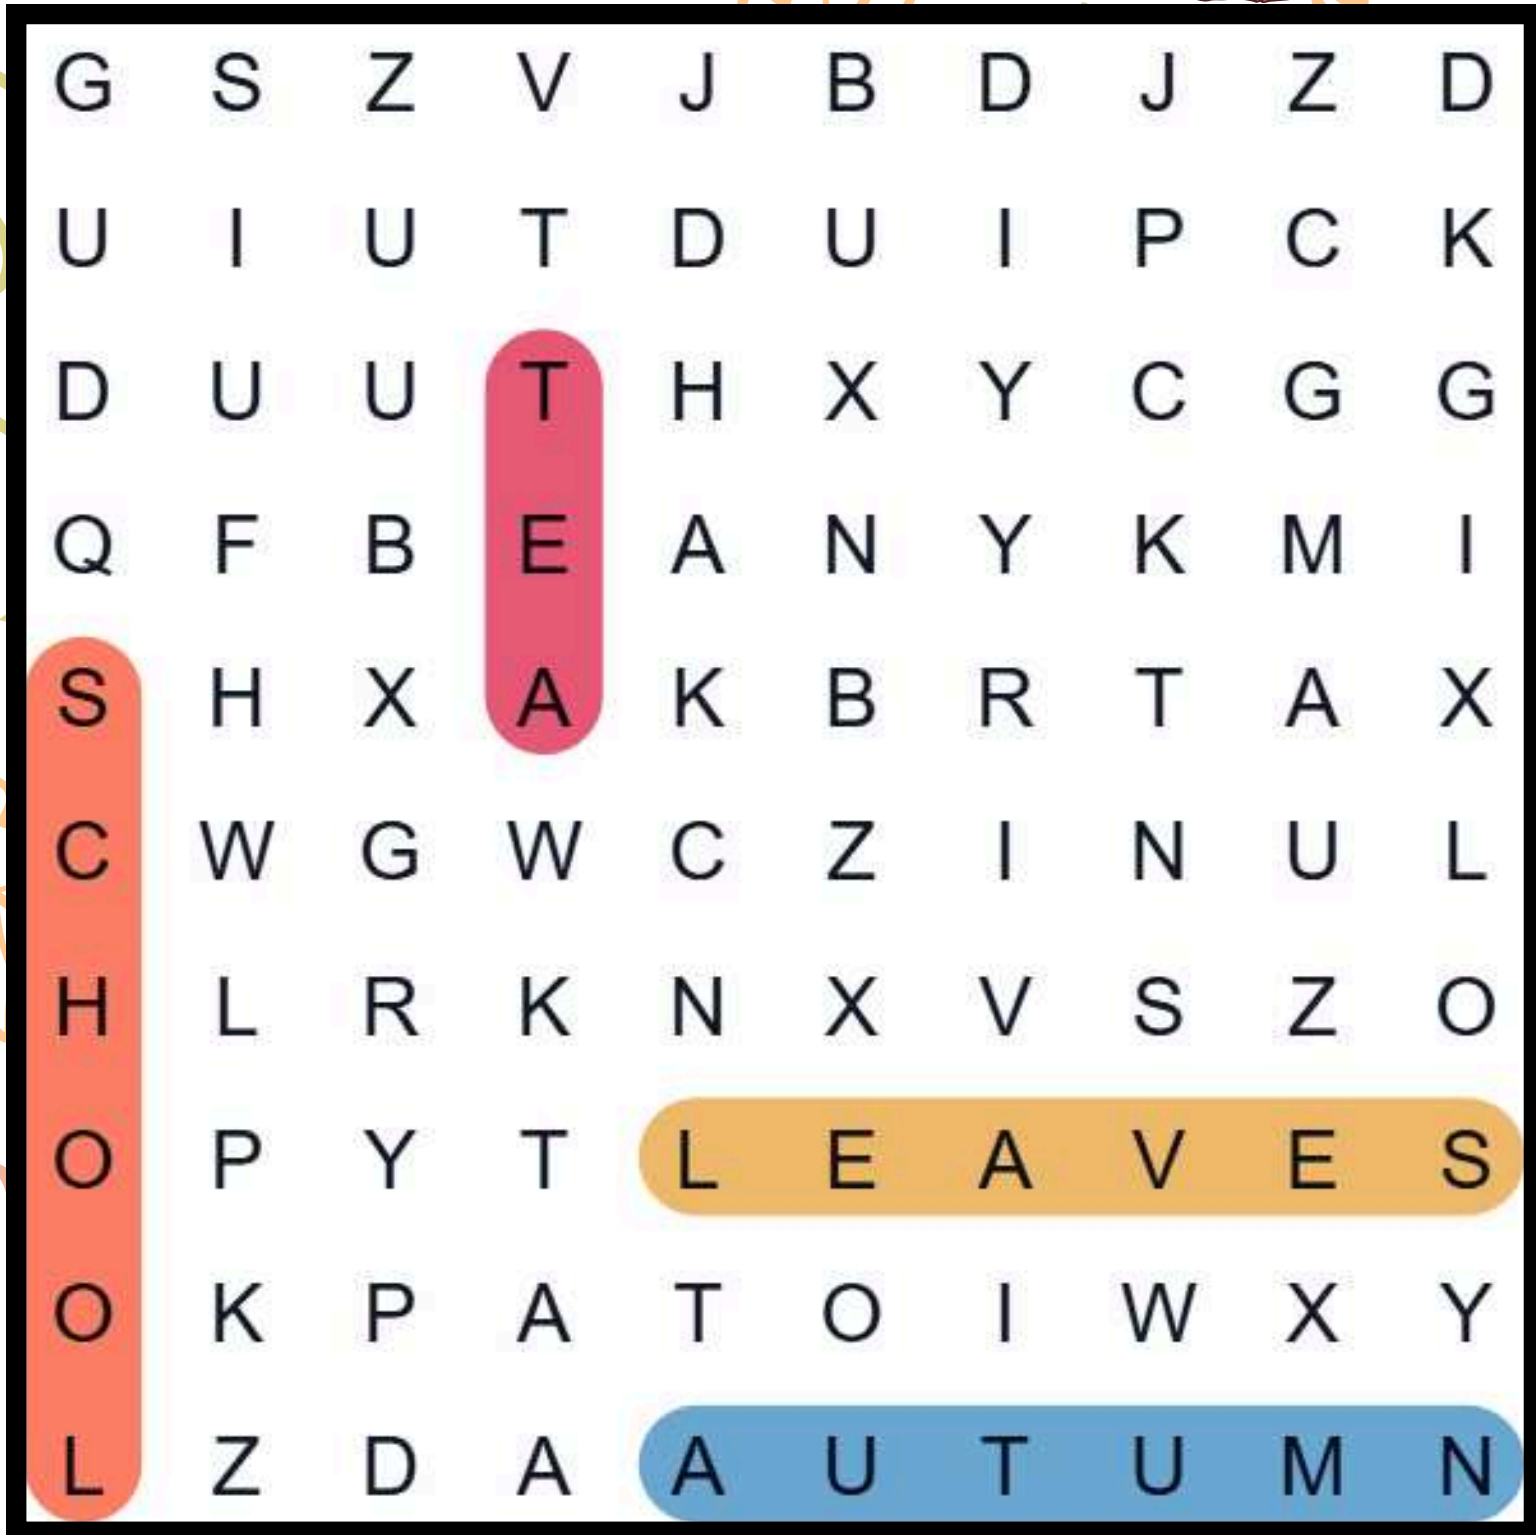 G S Z V J B D J Z D
U I U T D U I P C K
D U U T H X Y C G G
Q F B E A N Y K M I
S H X A K B R T A X
C W G W C Z I N U L
H L R K N X V S Z O
O P Y T L E A V E S
O K P A T O I W X Y
L Z D A A U T U M N